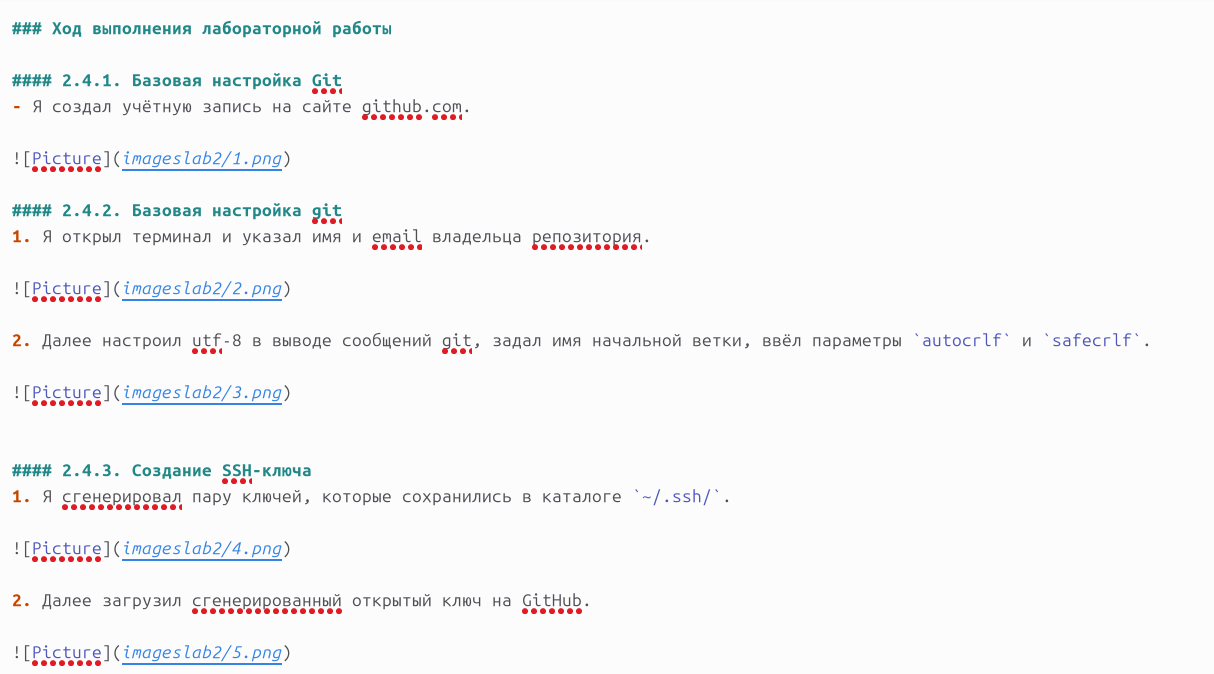 ### Ход выполнения лабораторной работы
#### 2.4.1. Базовая настройка Git
- Я создал учётную запись на сайте github.com.
![Picture](imageslab2/1.png)
#### 2.4.2. Базовая настройка git
1. Я открыл терминал и указал имя и email владельца репозитория.
![Picture](imageslab2/2.png)
2. Далее настроил utf-8 в выводе сообщений git, задал имя начальной ветки, ввёл параметры `autocrlf` и `safecrlf`.
![Picture](imageslab2/3.png)
#### 2.4.3. Создание SSH-ключа
1. Я сгенерировал пару ключей, которые сохранились в каталоге `~/.ssh/`.
![Picture](imageslab2/4.png)
2. Далее загрузил сгенерированный открытый ключ на GitHub.
![Picture](imageslab2/5.png)